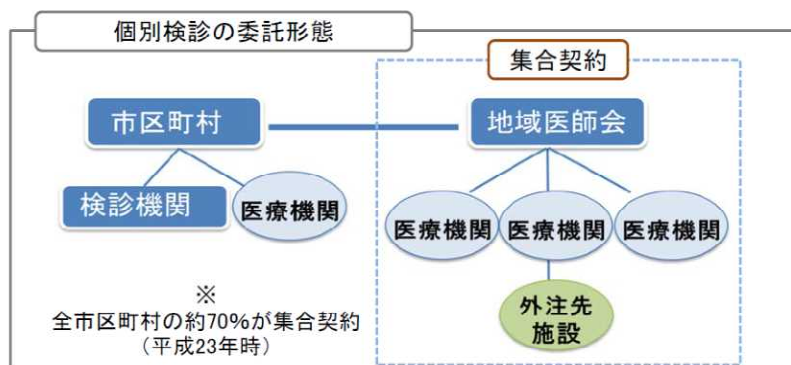 個別検診の委託形態
集合契約
市区町村
地域医師会
検診機関
医療機関
医療機関
医療機関
医療機関
外注先
施設
※
全市区町村の約70%が集合契約
（平成23年時）